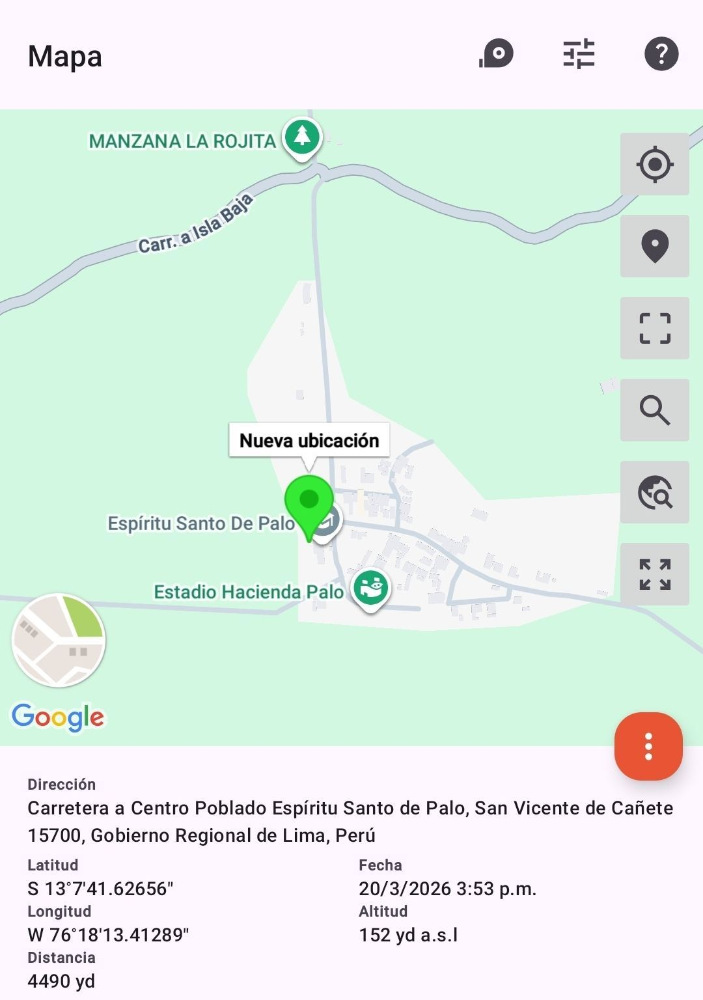 Mapa
MANZANA LA ROJITA
Carr. a Isla Baja
Nueva ubicación
Espíritu Santo De Palo
Estadio Hacienda Palo
Google
Dirección
Carretera a Centro Poblado Espíritu Santo de Palo, San Vicente de Cañete
15700, Gobierno Regional de Lima, Perú
Latitud
S 13°7'41.62656"
Fecha
20/3/2026 3:53 p.m.
Longitud
W 76°18'13.41289"
Altitud
152 yd a.s.l
Distancia
4490 yd